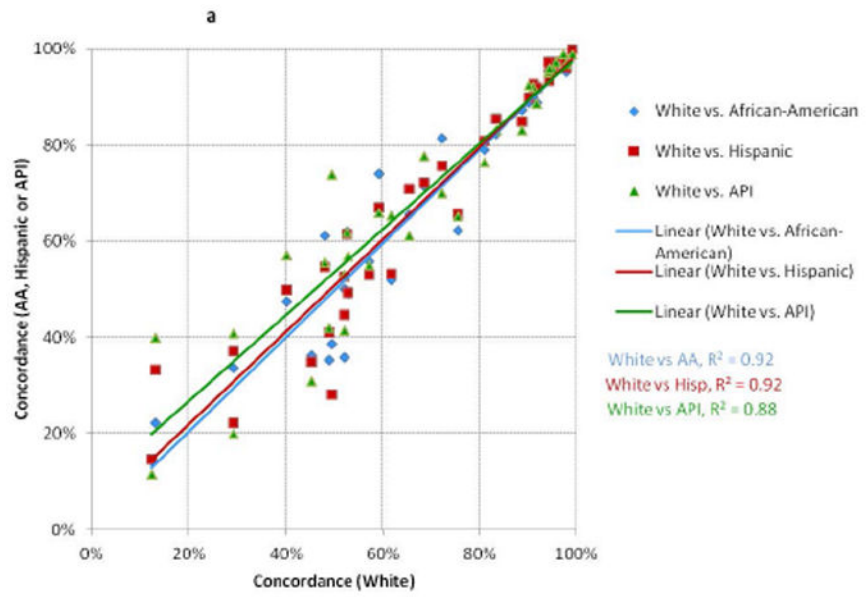 a
100%
80%
60%
40%
20%
0%
0% 20% 40% 60% 80% 100%
Concordance (AA, Hispanic or API)
Concordance (White)
White vs. African-American
White vs. Hispanic
White vs. API
Linear (White vs. African-
American)
Linear (White vs. Hispanic)
Linear (White vs. API)
White vs AA, R² = 0.92
White vs Hisp, R² = 0.92
White vs API, R² = 0.88